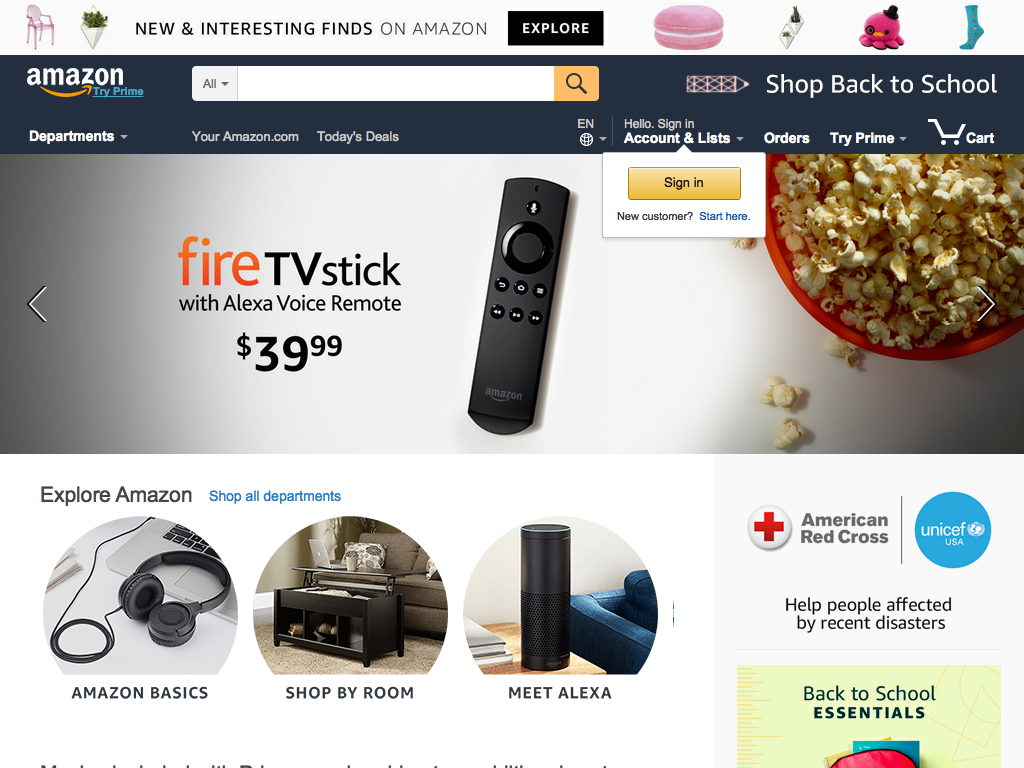 NEW & INTERESTING FINDS ON AMAZON EXPLORE
amazon
Try Prime
All
Shop Back to School
Departments
Your Amazon.com
Today's Deals
EN
Hello. Sign in
Account & Lists
Orders
Try Prime
Cart
Sign in
New customer? Start here.
fire TV stick
with Alexa Voice Remote
$39.99
amazon
Explore Amazon Shop all departments
AMAZON BASICS
SHOP BY ROOM
MEET ALEXA
American
Red Cross
unicef
USA
Help people affected
by recent disasters
Back to School
ESSENTIALS